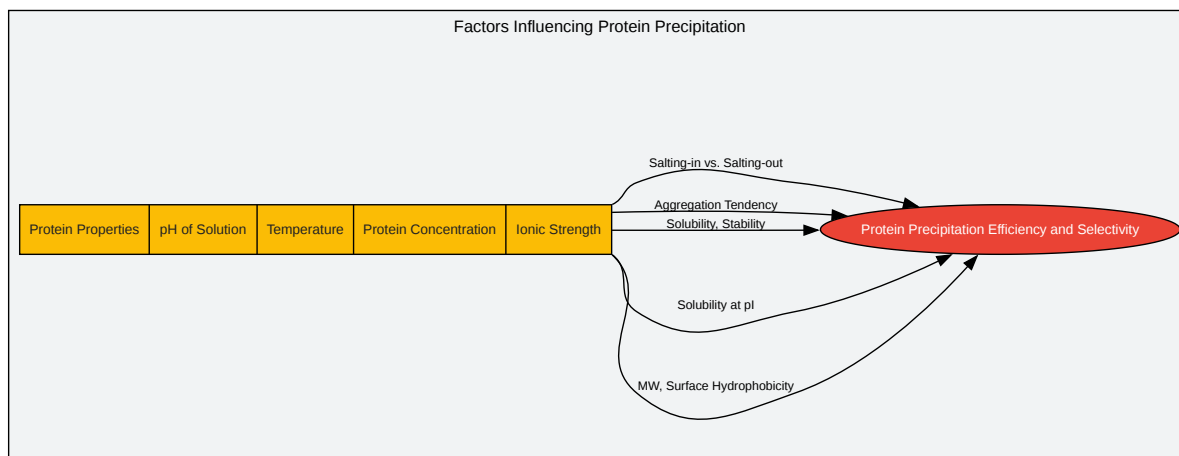 Factors Influencing Protein Precipitation
Salting-in vs. Salting-out
Aggregation Tendency
Protein Properties
pH of Solution
Temperature
Protein Concentration
Ionic Strength
Solubility, Stability
Protein Precipitation Efficiency and Selectivity
Solubility at pI
MW, Surface Hydrophobicity